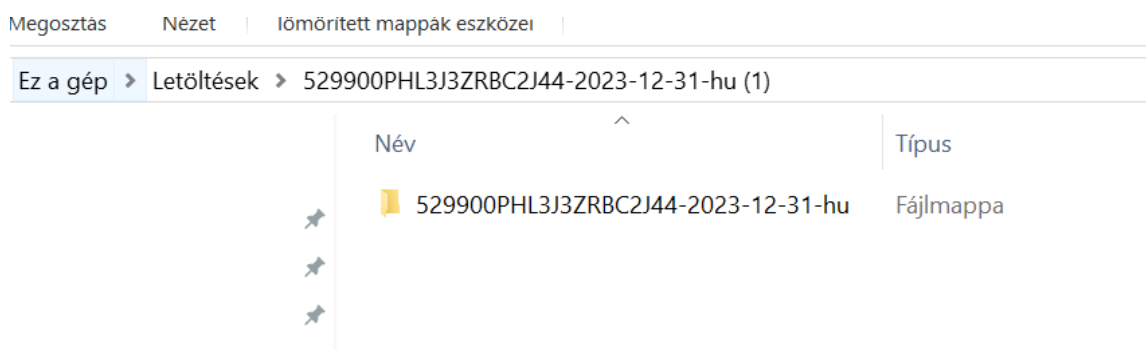 Megosztás Nézet Tömörített mappák eszközei
Ez a gép > Letöltések > 529900PHL3J3ZRBC2J44-2023-12-31-hu (1)
Név Típus
529900PHL3J3ZRBC2J44-2023-12-31-hu Fájlmappa